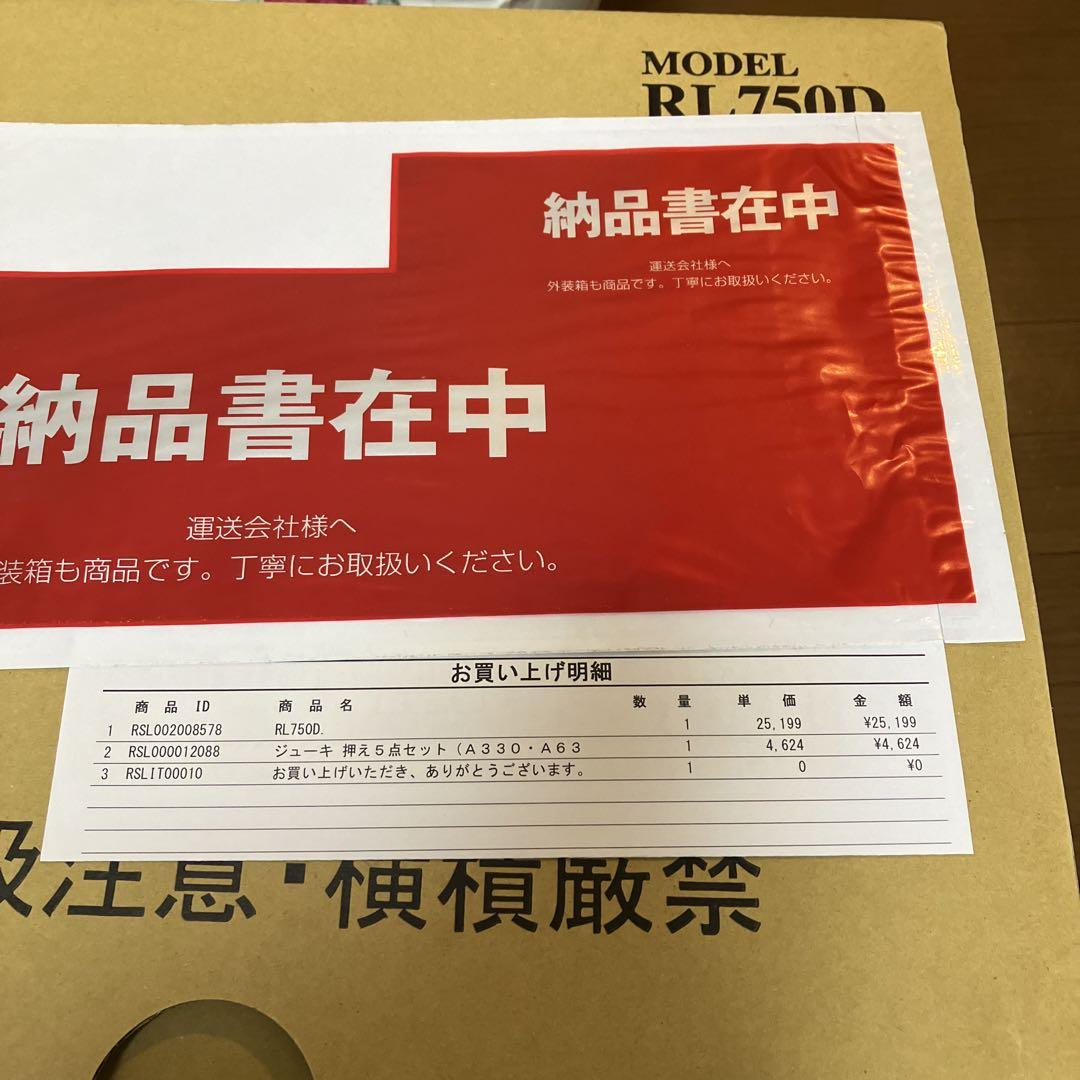 MODEL
RL750D
納品書在中
運送会社様へ
外装箱も商品です。丁寧にお取扱いください。
納品書在中
運送会社様へ
装箱も商品です。丁寧にお取扱いください。
お買い上げ明細
商品ID 商品名 数量 単価 金額
1 RSL002008578 RL750D. 1 25,199 ¥25,199
2 RSL000012088 ジューキ 押え5点セット(A330・A63 1 4,624 ¥4,624
3 RSLIT00010 お買い上げいただき、ありがとうございます。 1 0 ¥0
扱注意・横積厳禁